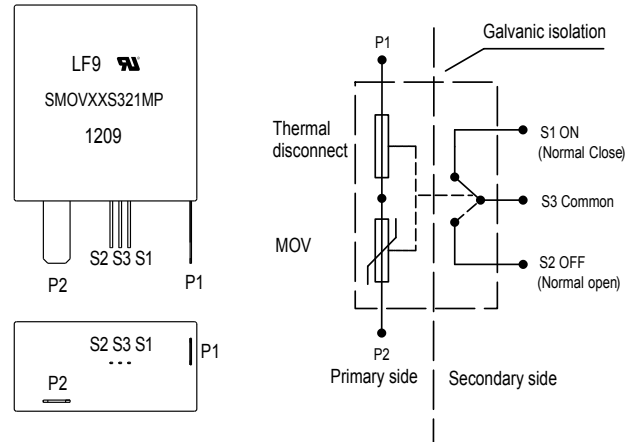 LF9
SMOVXXS321MP
1209
S2 S3 S1
P2
P1
S2 S3 S1
P1
P2
Galvanic isolation
P1
Thermal
disconnect
S1 ON
(Normal Close)
S3 Common
MOV
S2 OFF
(Normal open)
P2
Primary side
Secondary side